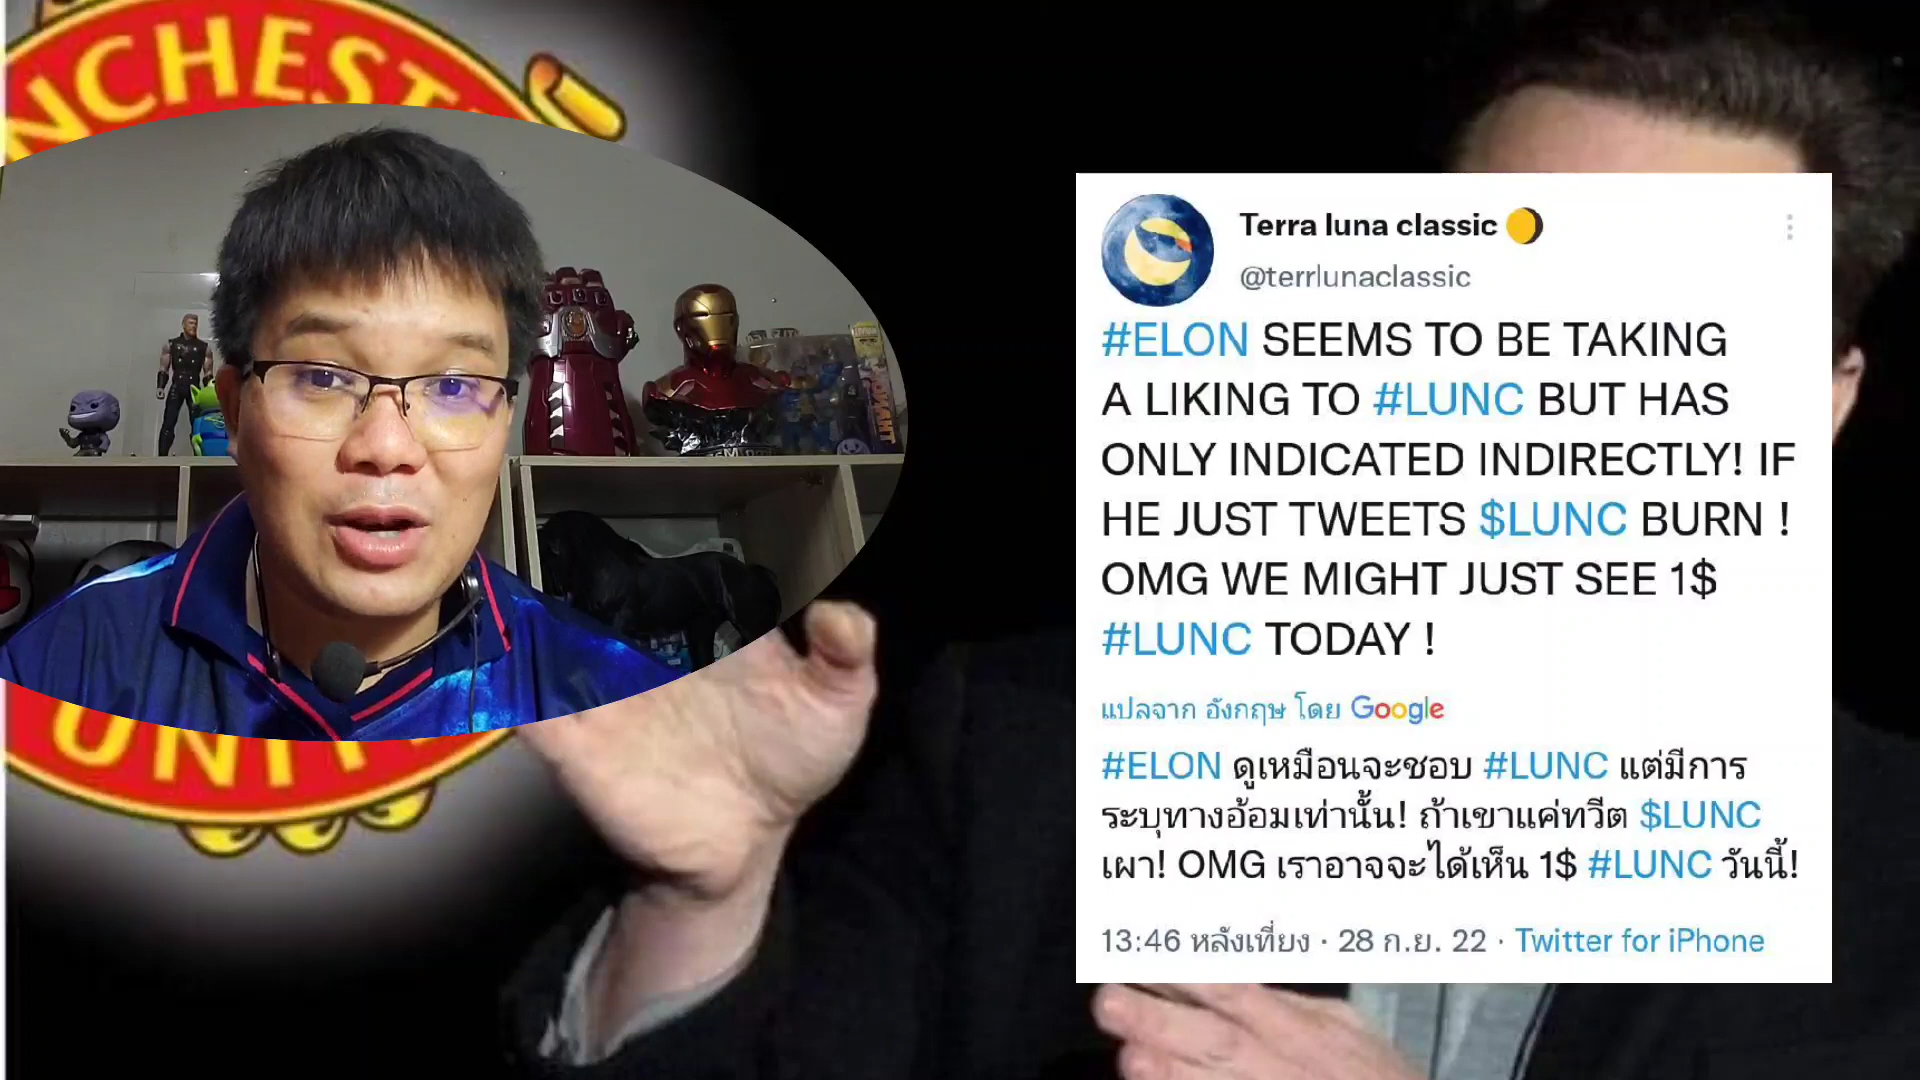 NCHEST
UNITE
Terra luna classic
@terrlunaclassic
#ELON SEEMS TO BE TAKING
A LIKING TO #LUNC BUT HAS
ONLY INDICATED INDIRECTLY! IF
HE JUST TWEETS $LUNC BURN !
OMG WE MIGHT JUST SEE 1$
#LUNC TODAY !
แปลจาก อังกฤษ โดย Google
#ELON ดูเหมือนจะชอบ #LUNC แต่มีการ
ระบุทางอ้อมเท่านั้น! ถ้าเขาแค่ทวีต $LUNC
เผา! OMG เราอาจจะได้เห็น 1$ #LUNC วันนี้!
13:46 หลังเที่ยง · 28 ก.ย. 22 · Twitter for iPhone